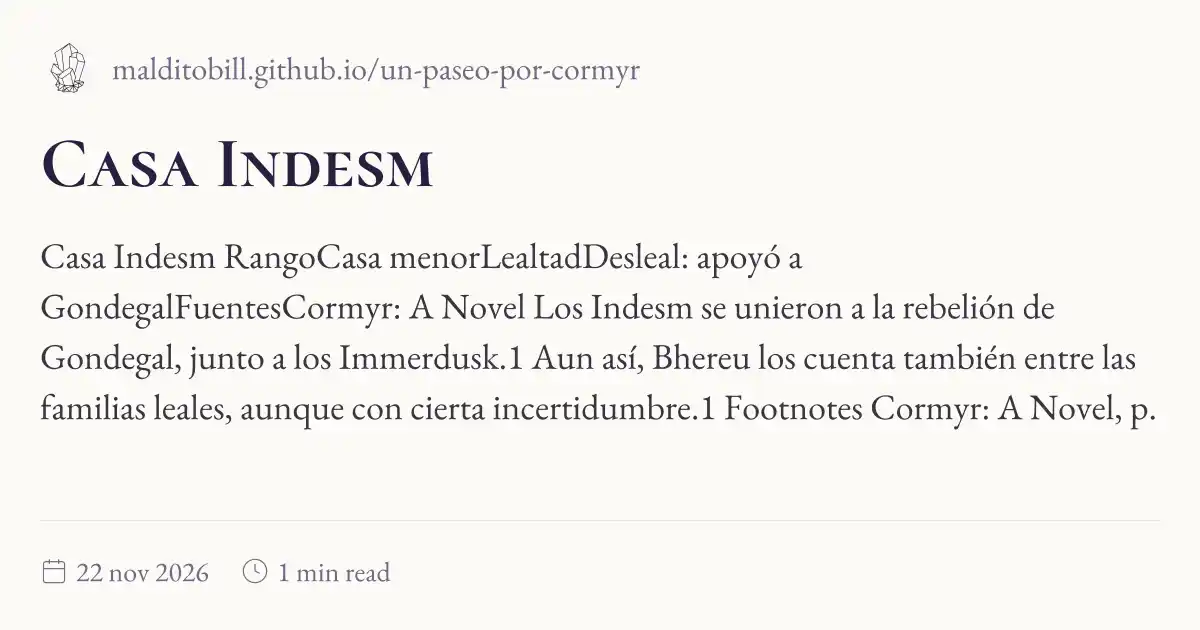 malditobill.github.io/un-paseo-por-cormyr
Casa Indesm
Casa Indesm RangoCasa menorLealtadDesleal: apoyó a
GondegalFuentesCormyr: A Novel Los Indesm se unieron a la rebelión de
Gondegal, junto a los Immerdusk.1 Aun así, Bhereu los cuenta también entre las
familias leales, aunque con cierta incertidumbre.1 Footnotes Cormyr: A Novel, p.
22 nov 2026 1 min read